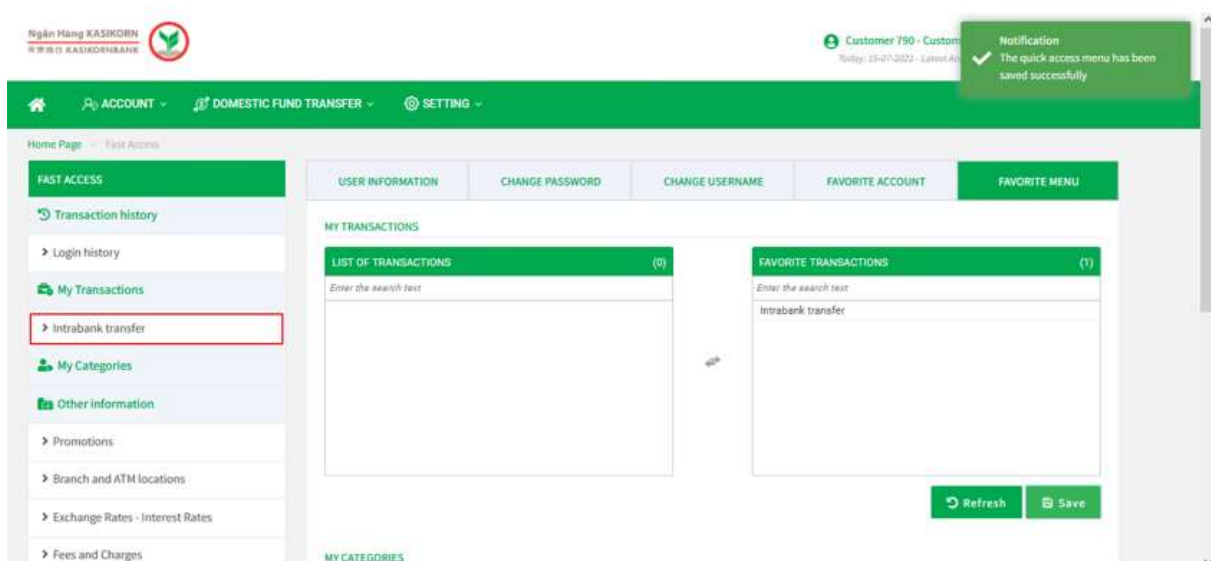 Ngân Hàng KASIKORN
KASIKORNBANK
Customer 790 - Custom
Notification
The quick access menu has been
saved successfully
ACCOUNT
DOMESTIC FUND TRANSFER
SETTING
Home Page
Fast Access
FAST ACCESS
Transaction history
Login history
My Transactions
Intrabank transfer
My Categories
Other information
Promotions
Branch and ATM locations
Exchange Rates - Interest Rates
Fees and Charges
USER INFORMATION
CHANGE PASSWORD
CHANGE USERNAME
FAVORITE ACCOUNT
FAVORITE MENU
MY TRANSACTIONS
LIST OF TRANSACTIONS (0)
Enter the search text
FAVORITE TRANSACTIONS (1)
Enter the search text
Intrabank transfer
Refresh
Save
MY CATEGORIES